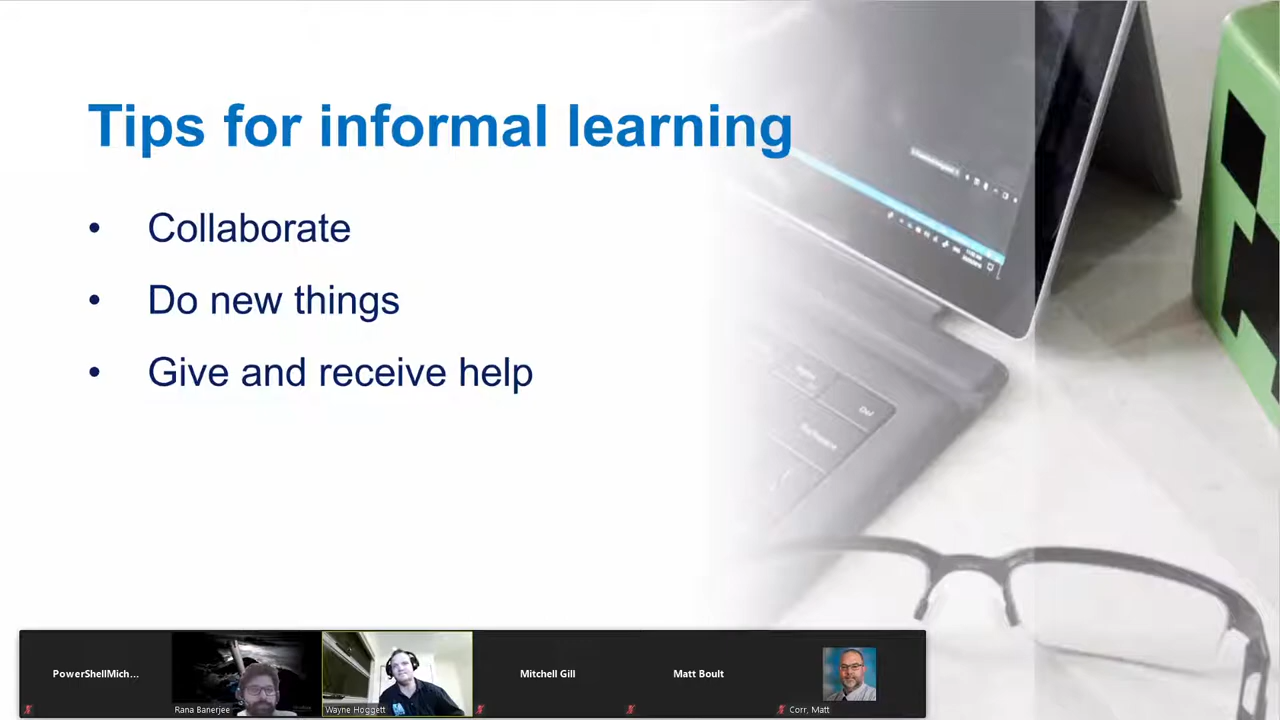 Tips for informal learning
• Collaborate
• Do new things
• Give and receive help
Del
PowerShellMich...
Rana Banerjee
Wayne Hoggett
Mitchell Gill
Matt Boult
Corr, Matt